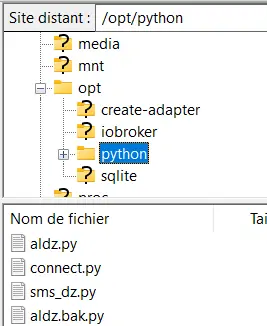 Site distant : /opt/python
media
mnt
opt
create-adapter
iobroker
python
sqlite
Nom de fichier Tai
aldz.py
connect.py
sms_dz.py
aldz.bak.py